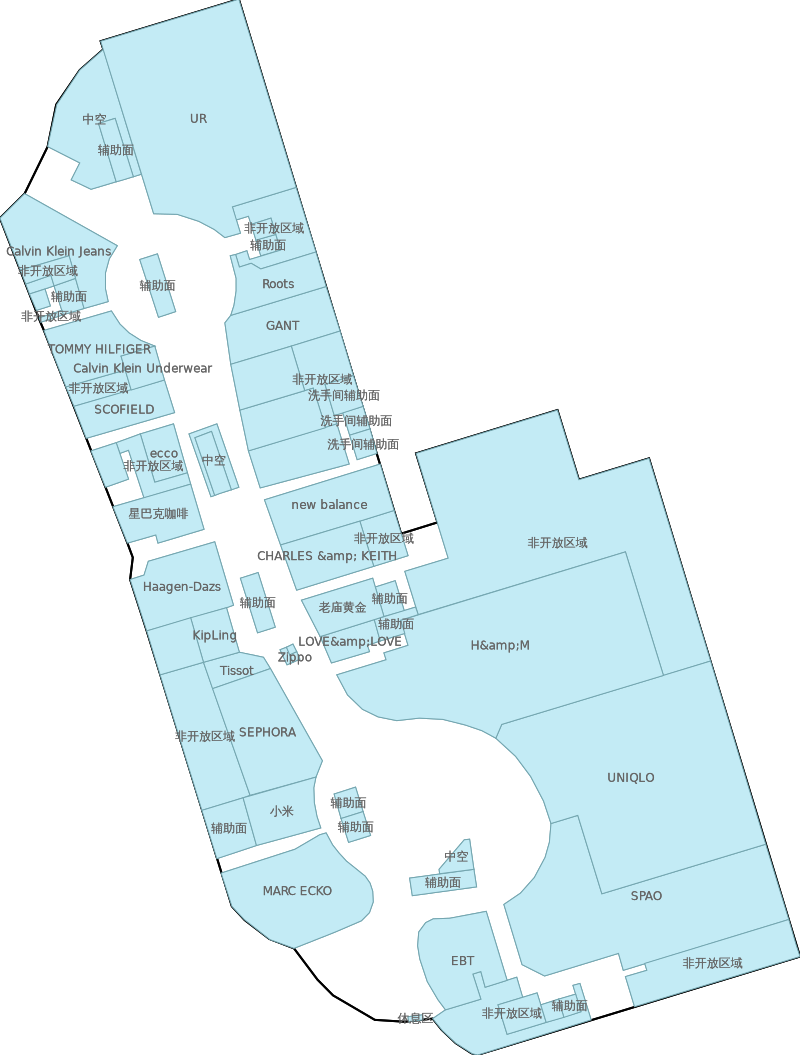 中空
UR
辅助面
非开放区域
辅助面
Calvin Klein Jeans
非开放区域
辅助面
Roots
辅助面
非开放区域
GANT
TOMMY HILFIGER
Calvin Klein Underwear
非开放区域
非开放区域
洗手间辅助面
SCOFIELD
洗手间辅助面
洗手间辅助面
ecco
非开放区域
中空
new balance
星巴克咖啡
非开放区域
CHARLES &amp; KEITH
非开放区域
Haagen-Dazs
辅助面
老庙黄金
辅助面
辅助面
KipLing
LOVE&amp;LOVE
H&amp;M
Zippo
Tissot
非开放区域
SEPHORA
UNIQLO
辅助面
小米
辅助面
辅助面
中空
辅助面
MARC ECKO
SPAO
EBT
非开放区域
非开放区域
辅助面
休息区